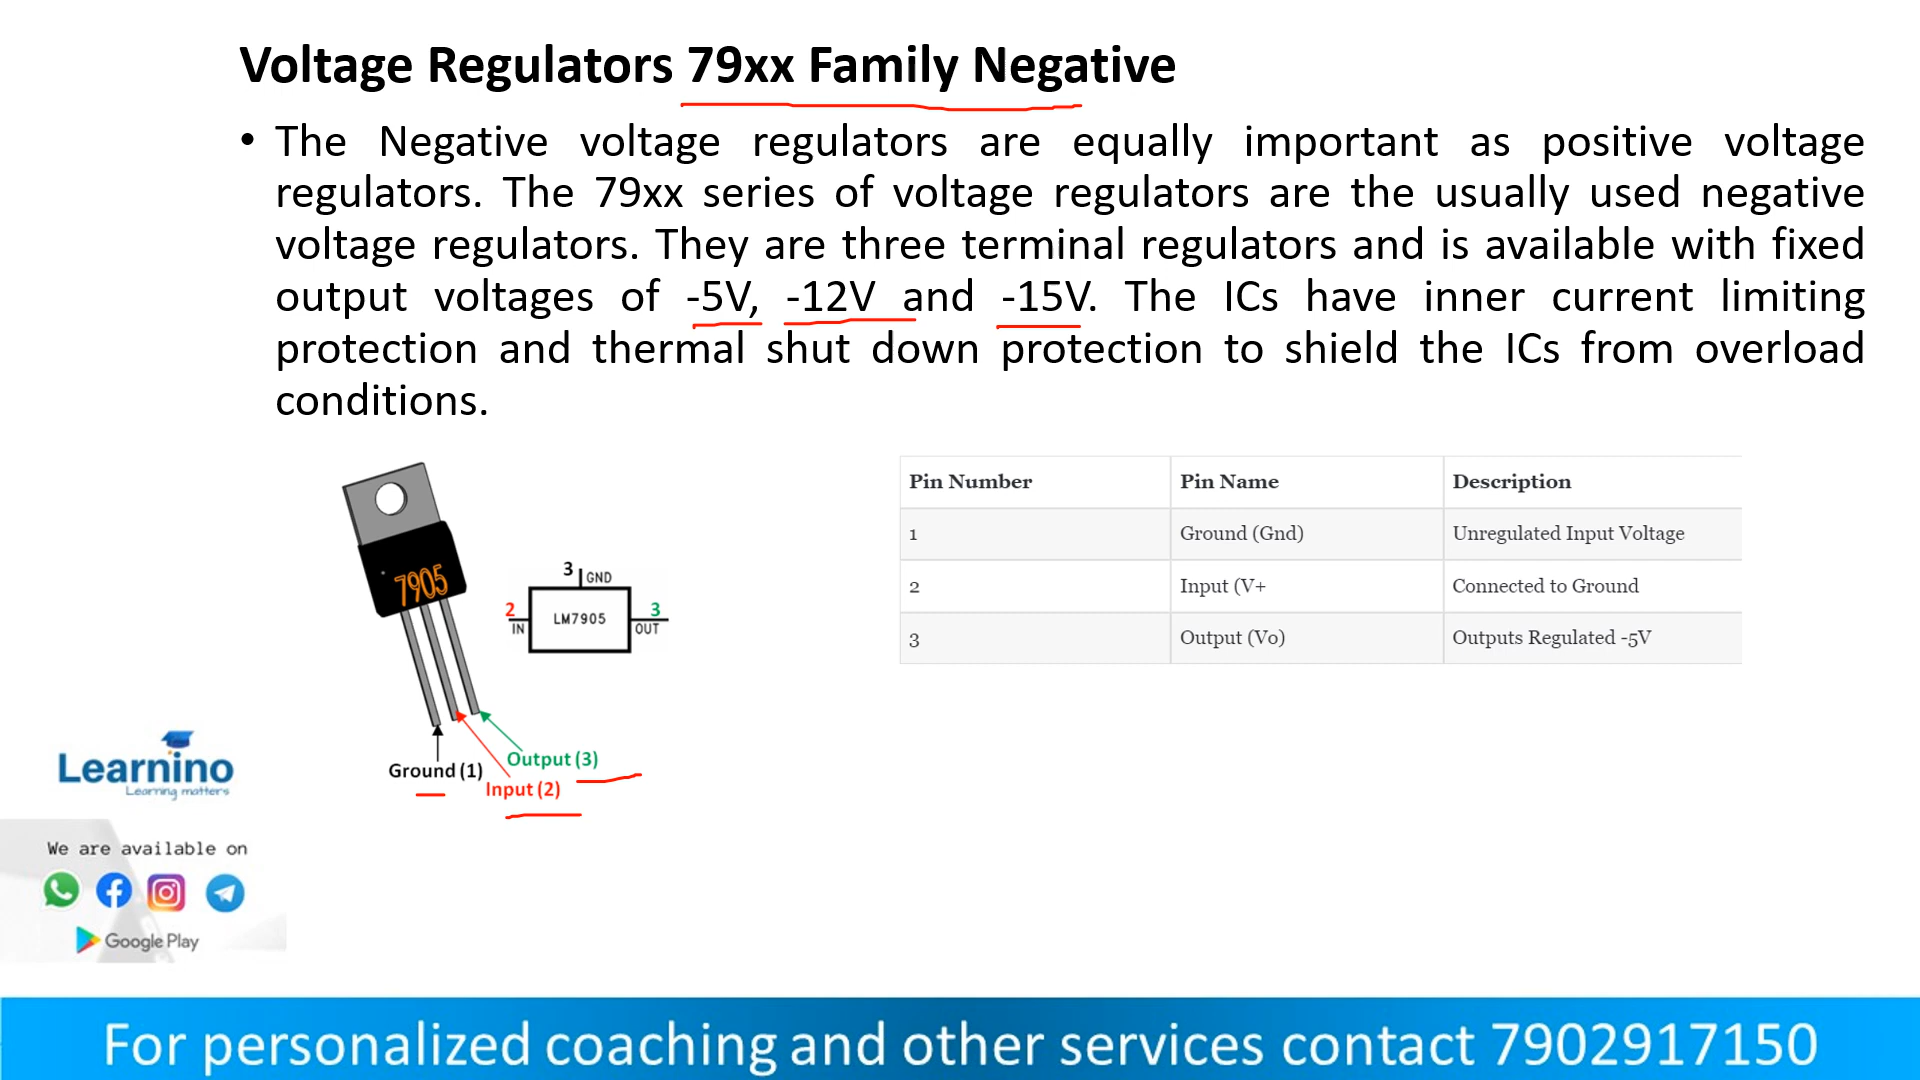 Voltage Regulators 79xx Family Negative
• The Negative voltage regulators are equally important as positive voltage
regulators. The 79xx series of voltage regulators are the usually used negative
voltage regulators. They are three terminal regulators and is available with fixed
output voltages of -5V, -12V and -15V. The ICs have inner current limiting
protection and thermal shut down protection to shield the ICs from overload
conditions.
7905
3 GND
2
IN
LM7905
3
OUT
Ground (1)
Output (3)
Input (2)
Pin Number Pin Name Description
1 Ground (Gnd) Unregulated Input Voltage
2 Input (V+ Connected to Ground
3 Output (Vo) Outputs Regulated -5V
Learnino
Learning matters
We are available on
Google Play
For personalized coaching and other services contact 7902917150